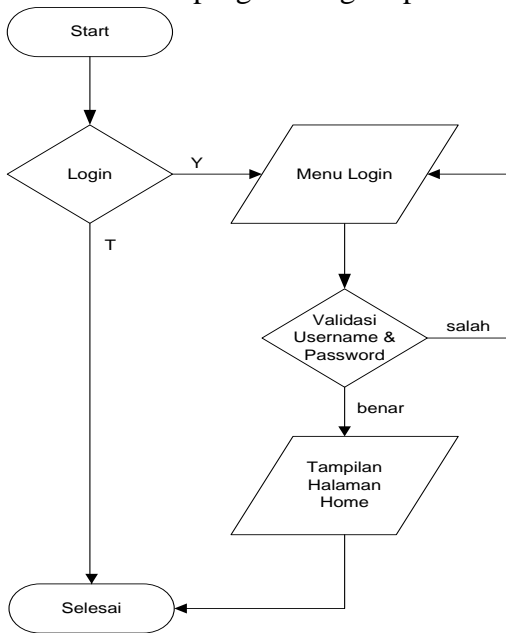 Start
Login
Y
Menu Login
T
Validasi
Username &
Password
salah
benar
Tampilan
Halaman
Home
Selesai